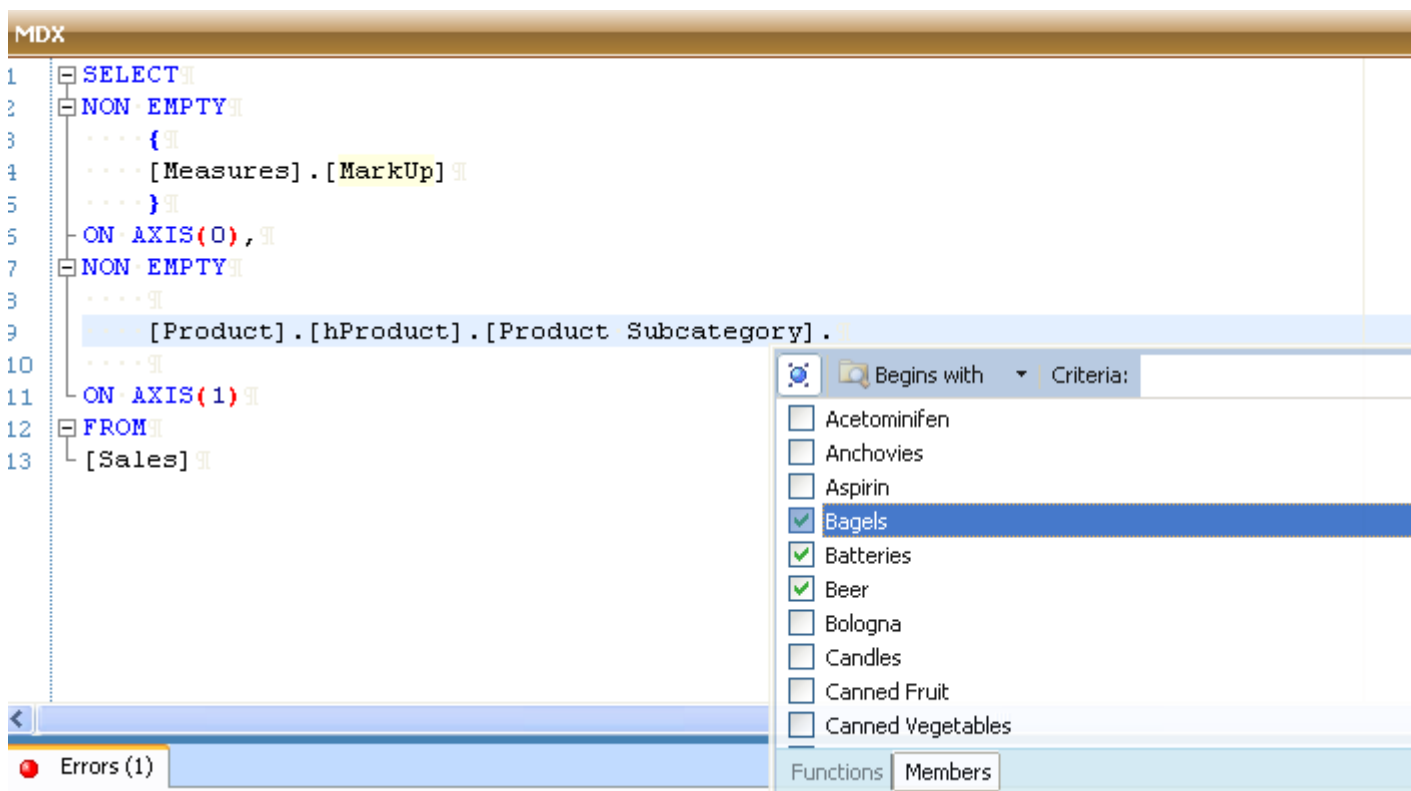 MDX
1 SELECT
2 NON EMPTY
3 {
4 [Measures].[MarkUp]
5 }
6 ON AXIS(0),
7 NON EMPTY
8
9 [Product].[hProduct].[Product Subcategory].
10
11 ON AXIS(1)
12 FROM
13 [Sales]
Begins with Criteria:
Acetominifen
Anchovies
Aspirin
Bagels
Batteries
Beer
Bologna
Candles
Canned Fruit
Canned Vegetables
Errors (1)
Functions Members